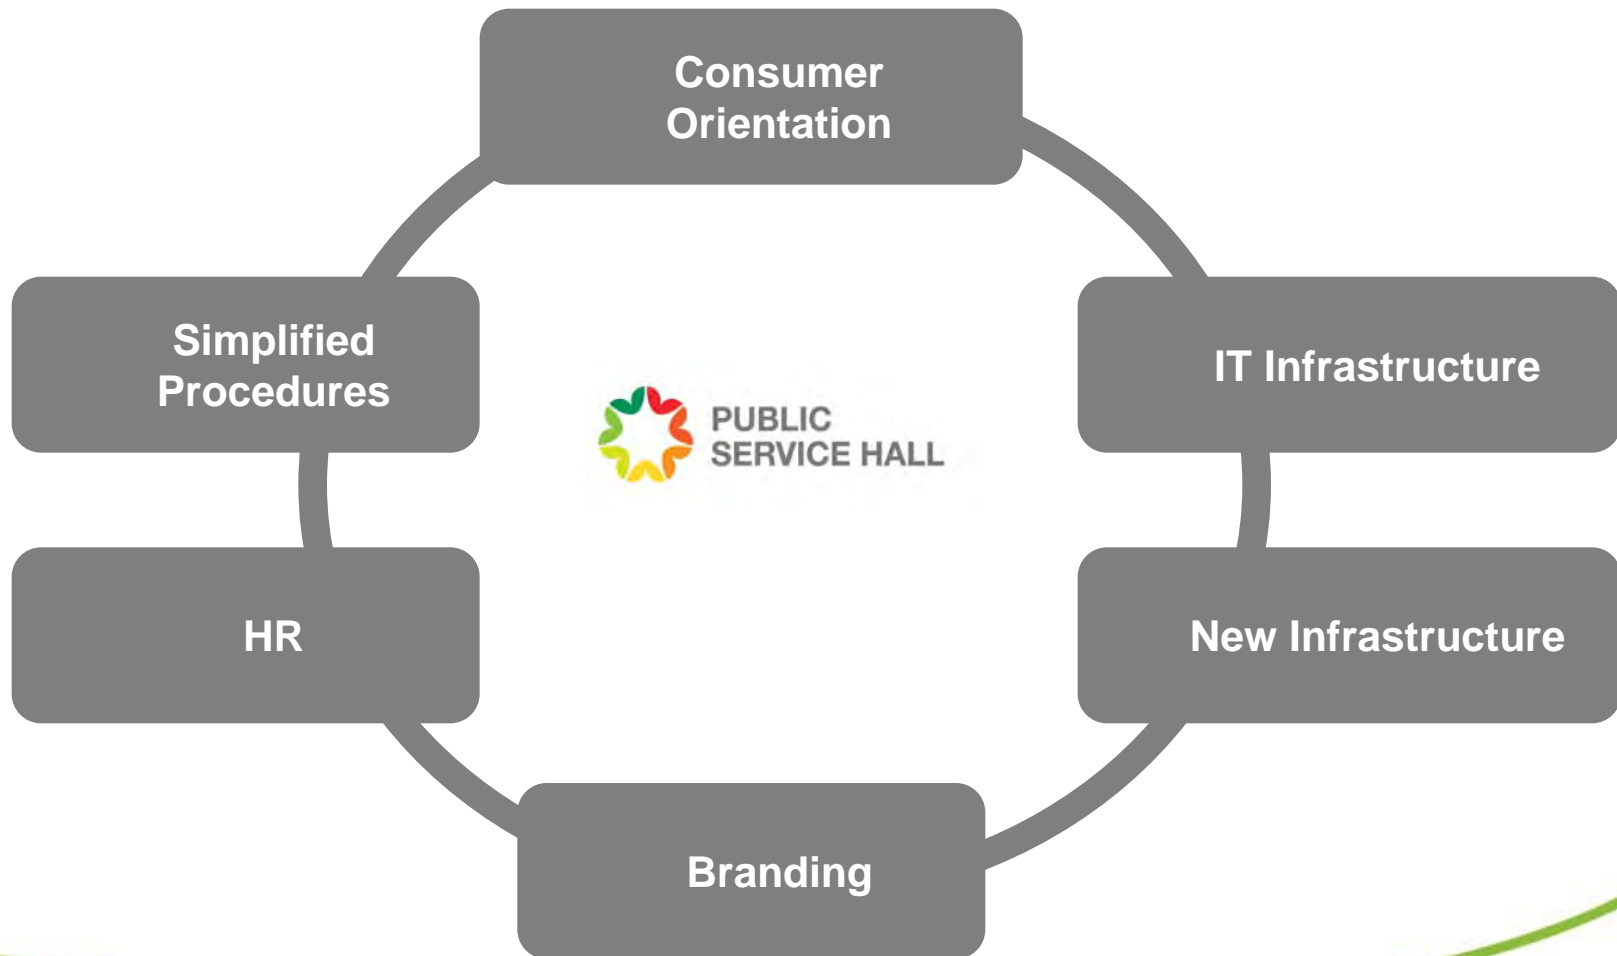 Consumer
Orientation
Simplified
Procedures
IT Infrastructure
PUBLIC
SERVICE HALL
HR
New Infrastructure
Branding